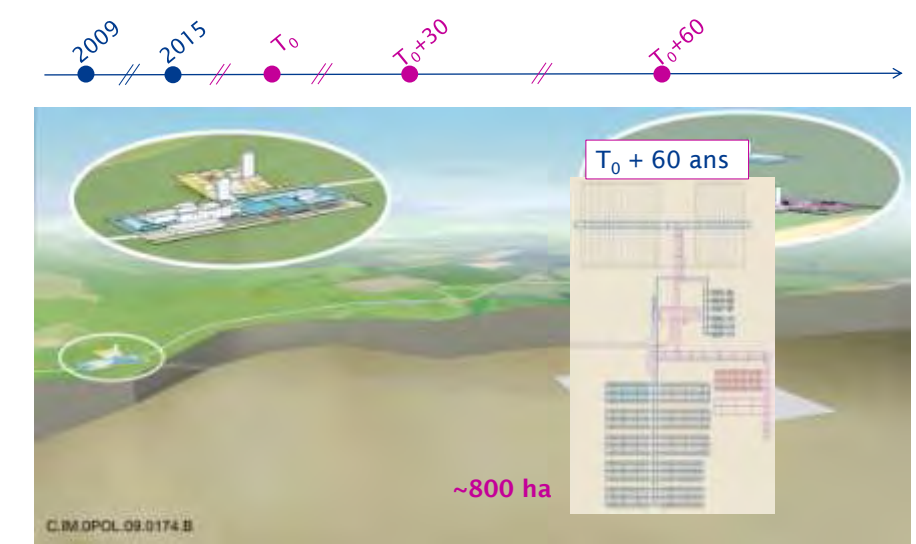 2009
2015
T₀
T₀+30
T₀+60
T₀ + 60 ans
~800 ha
C.IM.0POL.09.0174.B